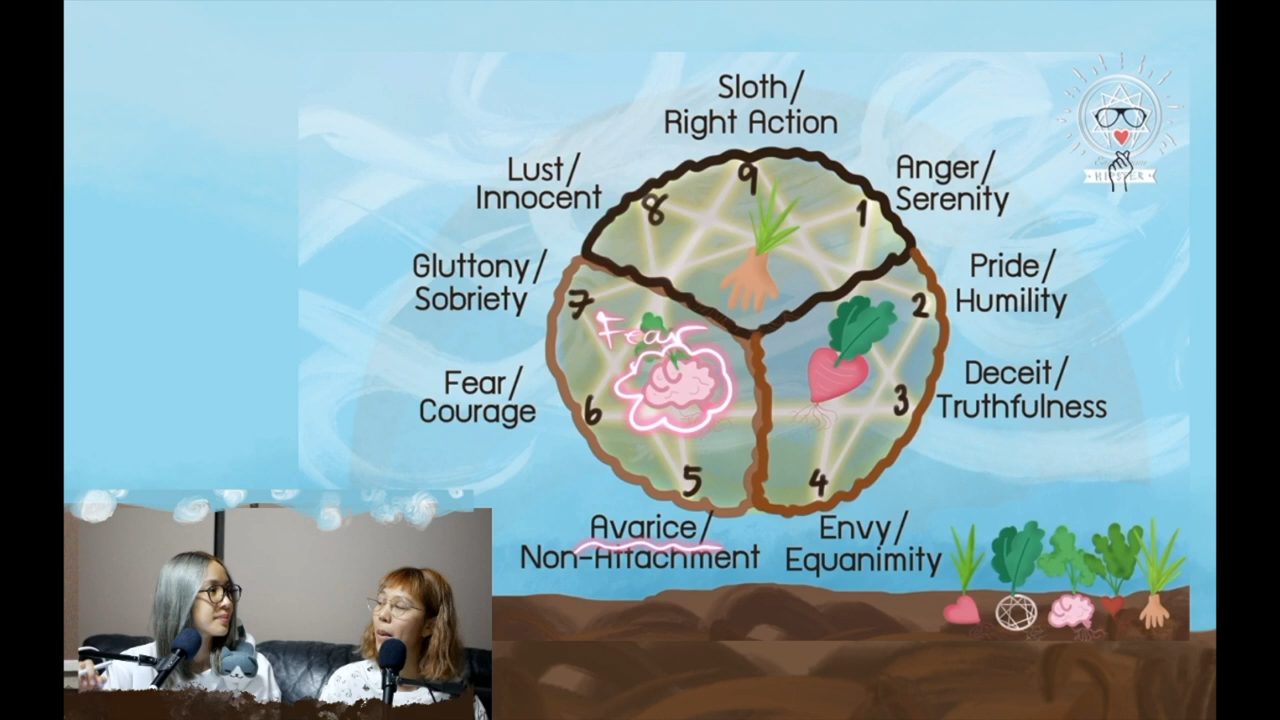 Sloth/
Right Action
Lust/
Innocent
Anger/
Serenity
9
8
1
Gluttony/
Sobriety
Pride/
Humility
7
2
Fear
Fear/
Courage
Deceit/
Truthfulness
6
3
5
4
Avarice/
Non-Attachment
Envy/
Equanimity
HIPSTER